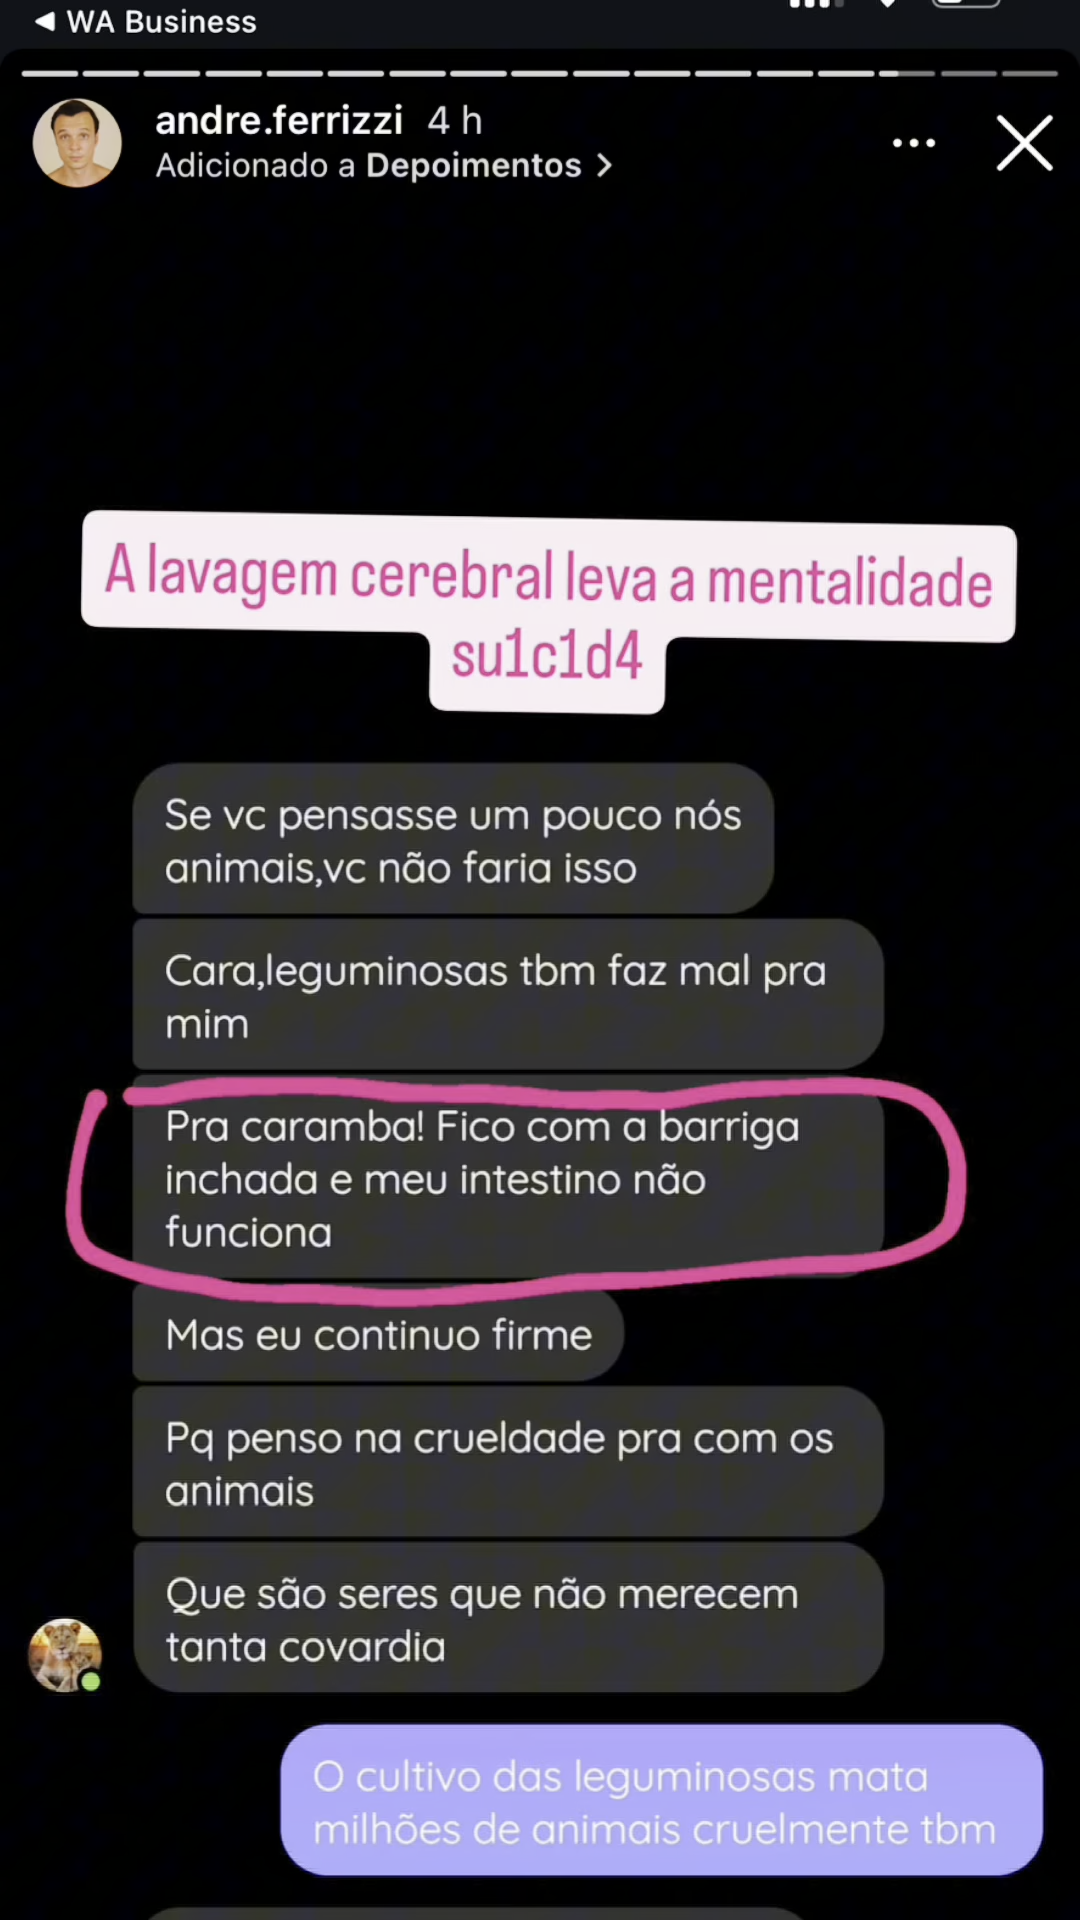 WA Business
andre.ferrizzi 4 h
Adicionado a Depoimentos
A lavagem cerebral leva a mentalidade
su1c1d4
Se vc pensasse um pouco nós
animais,vc não faria isso
Cara,leguminosas tbm faz mal pra
mim
Pra caramba! Fico com a barriga
inchada e meu intestino não
funciona
Mas eu continuo firme
Pq penso na crueldade pra com os
animais
Que são seres que não merecem
tanta covardia
O cultivo das leguminosas mata
milhões de animais cruelmente tbm